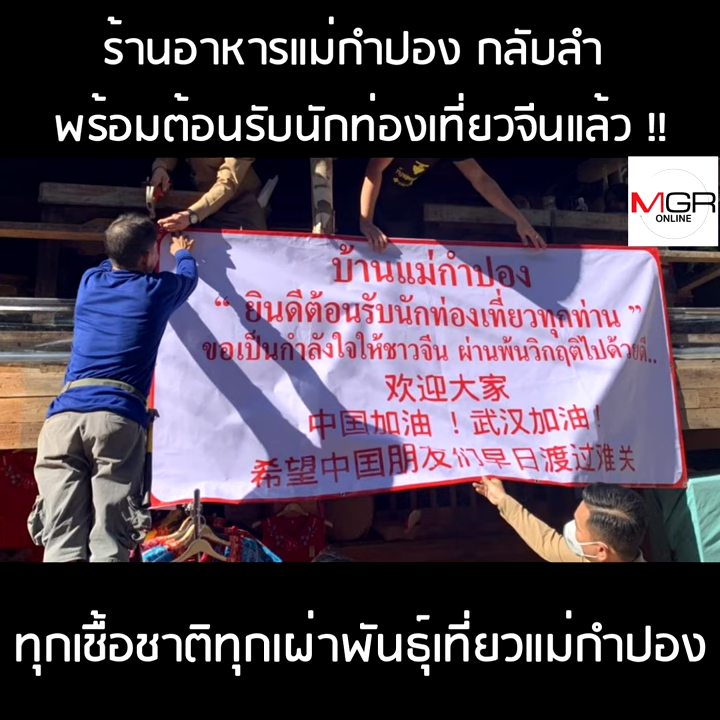 ร้านอาหารแม่กำปอง กลับลำ
พร้อมต้อนรับนักท่องเที่ยวจีนแล้ว !!
MGR
ONLINE
บ้านแม่กำปอง
“ ยินดีต้อนรับนักท่องเที่ยวทุกท่าน ”
ขอเป็นกำลังใจให้ชาวจีน ผ่านพ้นวิกฤติไปด้วยดี..
欢迎大家
中国加油 ！武汉加油！
希望中国朋友们早日渡过难关
ทุกเชื้อชาติทุกเผ่าพันธุ์เที่ยวแม่กำปอง